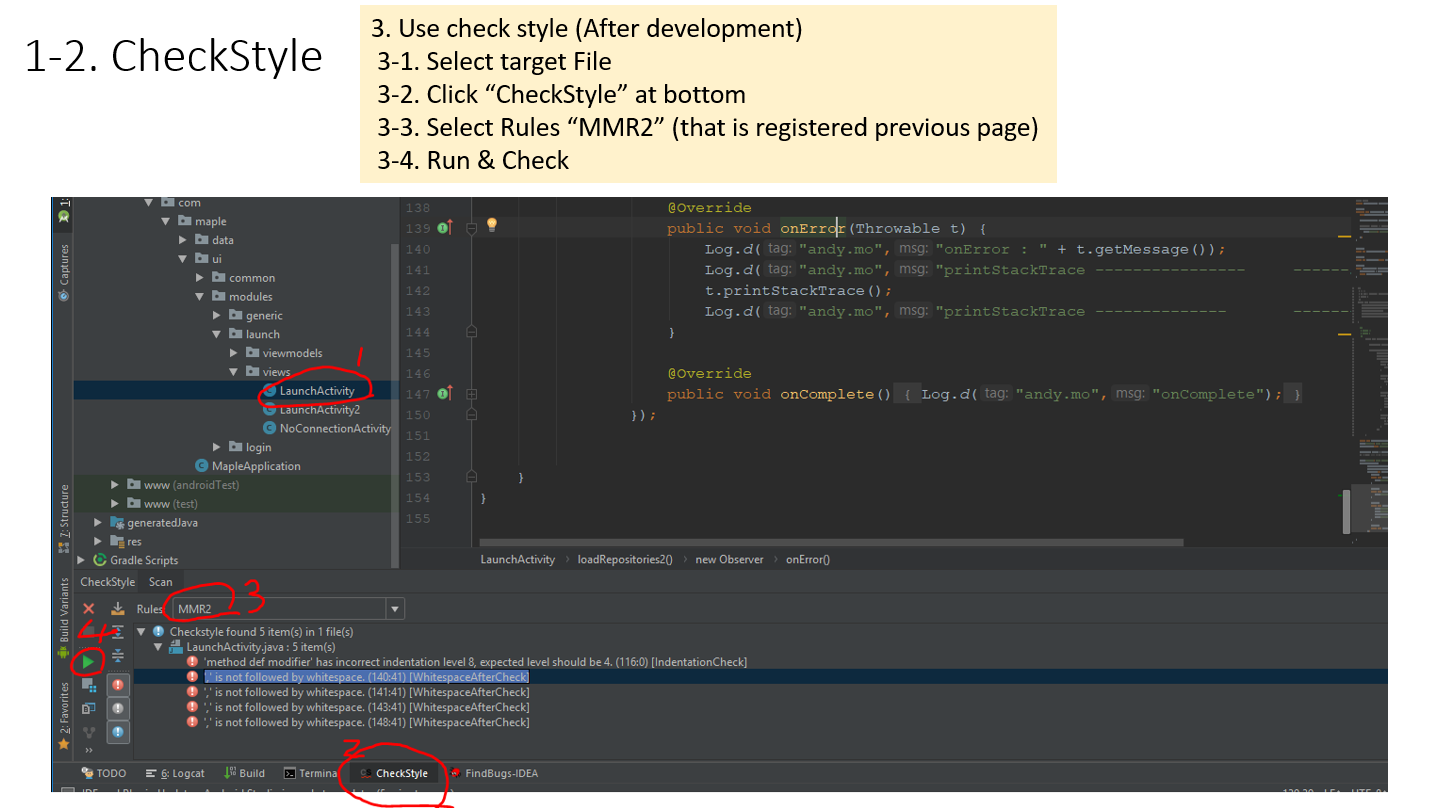 1-2. CheckStyle
3. Use check style (After development)
3-1. Select target File
3-2. Click “CheckStyle” at bottom
3-3. Select Rules “MMR2” (that is registered previous page)
3-4. Run & Check
1:
Captures
7: Structure
Build Variants
2: Favorites
com
maple
data
ui
common
modules
generic
launch
viewmodels
1
views
LaunchActivity
LaunchActivity2
NoConnectionActivity
login
MapleApplication
www (androidTest)
www (test)
generatedJava
res
Gradle Scripts
138 @Override
139 public void onError(Throwable t) {
140 Log.d( tag: "andy.mo", msg: "onError : " + t.getMessage());
141 Log.d( tag: "andy.mo", msg: "printStackTrace ---------------- ------
142 t.printStackTrace();
143 Log.d( tag: "andy.mo", msg: "printStackTrace -------------- ------
144 }
145
146 @Override
147 public void onComplete() { Log.d( tag: "andy.mo", msg: "onComplete"); }
150 });
151
152
153 }
154 }
155
LaunchActivity › loadRepositories2() › new Observer › onError()
CheckStyle Scan
Rules: MMR2 3
4
Checkstyle found 5 item(s) in 1 file(s)
LaunchActivity.java : 5 item(s)
'method def modifier' has incorrect indentation level 8, expected level should be 4. (116:0) [IndentationCheck]
',' is not followed by whitespace. (140:41) [WhitespaceAfterCheck]
',' is not followed by whitespace. (141:41) [WhitespaceAfterCheck]
',' is not followed by whitespace. (143:41) [WhitespaceAfterCheck]
',' is not followed by whitespace. (148:41) [WhitespaceAfterCheck]
2
TODO 6: Logcat Build Terminal CheckStyle FindBugs-IDEA